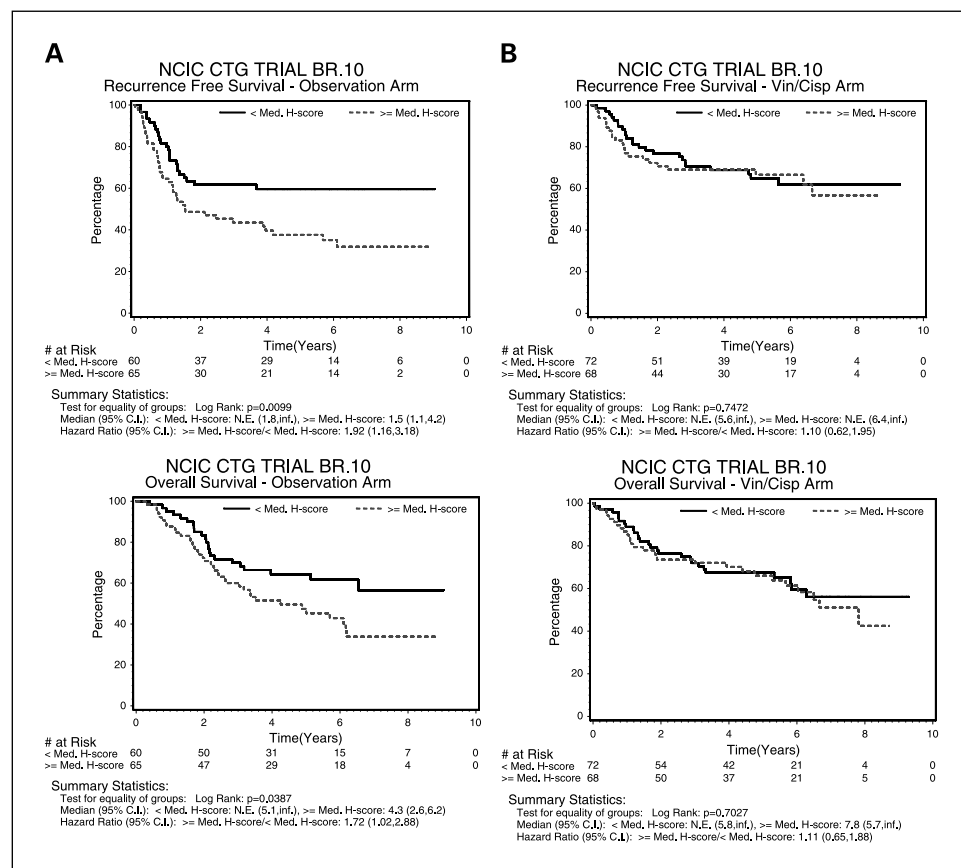 A
NCIC CTG TRIAL BR.10
Recurrence Free Survival - Observation Arm
100
80
60
40
20
0
Percentage
< Med. H-score
>= Med. H-score
0 2 4 6 8 10
Time(Years)
# at Risk
< Med. H-score 60 37 29 14 6 0
>= Med. H-score 65 30 21 14 2 0
Summary Statistics:
Test for equality of groups: Log Rank: p=0.0099
Median (95% C.I.): < Med. H-score: N.E. (1.8,inf.), >= Med. H-score: 1.5 (1.1,4.2)
Hazard Ratio (95% C.I.): >= Med. H-score/< Med. H-score: 1.92 (1.16,3.18)
NCIC CTG TRIAL BR.10
Overall Survival - Observation Arm
100
80
60
40
20
0
Percentage
< Med. H-score
>= Med. H-score
0 2 4 6 8 10
Time(Years)
# at Risk
< Med. H-score 60 50 31 15 7 0
>= Med. H-score 65 47 29 18 4 0
Summary Statistics:
Test for equality of groups: Log Rank: p=0.0387
Median (95% C.I.): < Med. H-score: N.E. (5.1,inf.), >= Med. H-score: 4.3 (2.6,6.2)
Hazard Ratio (95% C.I.): >= Med. H-score/< Med. H-score: 1.72 (1.02,2.88)
B
NCIC CTG TRIAL BR.10
Recurrence Free Survival - Vin/Cisp Arm
100
80
60
40
20
0
Percentage
< Med. H-score
>= Med. H-score
0 2 4 6 8 10
Time(Years)
# at Risk
< Med. H-score 72 51 39 19 4 0
>= Med. H-score 68 44 30 17 4 0
Summary Statistics:
Test for equality of groups: Log Rank: p=0.7472
Median (95% C.I.): < Med. H-score: N.E. (5.6,inf.), >= Med. H-score: N.E. (6.4,inf.)
Hazard Ratio (95% C.I.): >= Med. H-score/< Med. H-score: 1.10 (0.62,1.95)
NCIC CTG TRIAL BR.10
Overall Survival - Vin/Cisp Arm
100
80
60
40
20
0
Percentage
< Med. H-score
>= Med. H-score
0 2 4 6 8 10
Time(Years)
# at Risk
< Med. H-score 72 54 42 21 4 0
>= Med. H-score 68 50 37 21 5 0
Summary Statistics:
Test for equality of groups: Log Rank: p=0.7027
Median (95% C.I.): < Med. H-score: N.E. (5.8,inf.), >= Med. H-score: 7.8 (5.7,inf.)
Hazard Ratio (95% C.I.: >= Med. H-score/< Med. H-score: 1.11 (0.65,1.88)